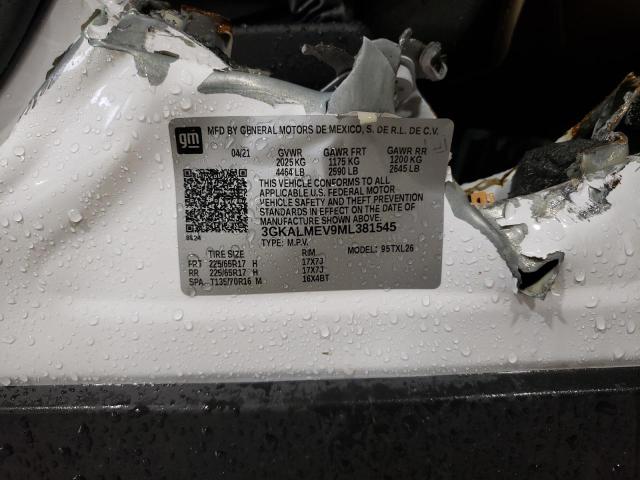 gm MFD BY GENERAL MOTORS DE MEXICO, S. DE R.L. DE C.V.
04/21 GVWR GAWR FRT GAWR RR
2025 KG 1175 KG 1200 KG
4464 LB 2590 LB 2645 LB
THIS VEHICLE CONFORMS TO ALL
APPLICABLE U.S. FEDERAL MOTOR
VEHICLE SAFETY AND THEFT PREVENTION
STANDARDS IN EFFECT ON THE DATE OF
MANUFACTURE SHOWN ABOVE.
3GKALMEV9ML381545
TYPE: M.P.V. MODEL: 95TXL26
TIRE SIZE RIM
FRT 225/65R17 H 17X7J
RR 225/65R17 H 17X7J
SPA T135/70R16 M 16X4BT